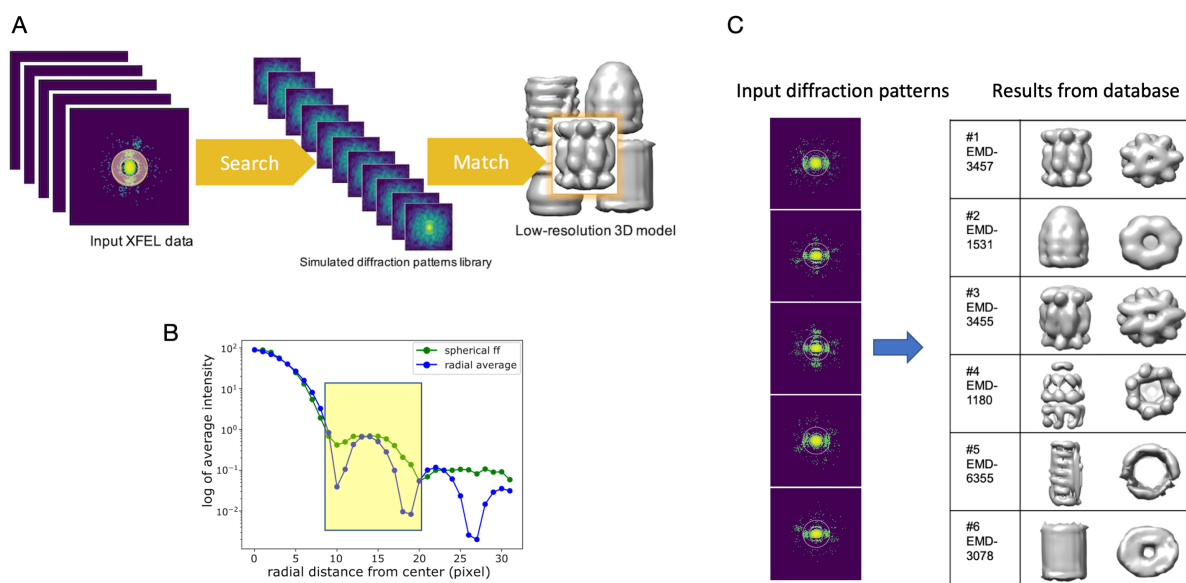 A
Input XFEL data
Search
Simulated diffraction patterns library
Match
Low-resolution 3D model
B
log of average intensity
10²
10¹
10⁰
10⁻¹
10⁻²
spherical ff
radial average
0 5 10 15 20 25 30
radial distance from center (pixel)
C
Input diffraction patterns
Results from database
#1
EMD-
3457
#2
EMD-
1531
#3
EMD-
3455
#4
EMD-
1180
#5
EMD-
6355
#6
EMD-
3078